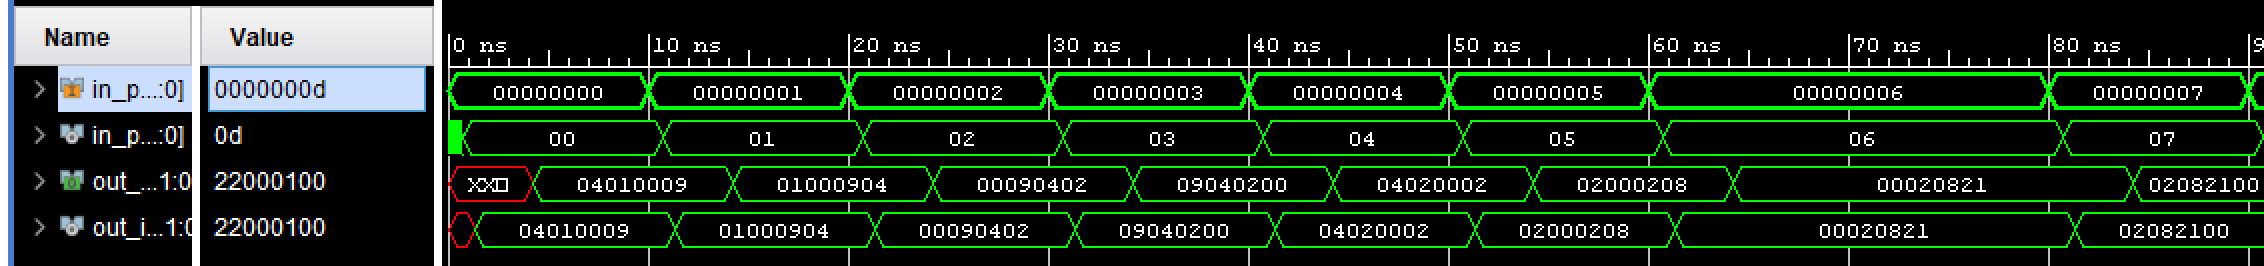 Name Value 0 ns 10 ns 20 ns 30 ns 40 ns 50 ns 60 ns 70 ns 80 ns 9
in_p...:0] 0000000d 00000000 00000001 00000002 00000003 00000004 00000005 00000006 00000007
in_p...:0] 0d 00 01 02 03 04 05 06 07
out_...1:0 22000100 XX 04010009 01000904 00090402 09040200 04020002 02000208 00020821 02082100
out_i...1:0 22000100 04010009 01000904 00090402 09040200 04020002 02000208 00020821 02082100